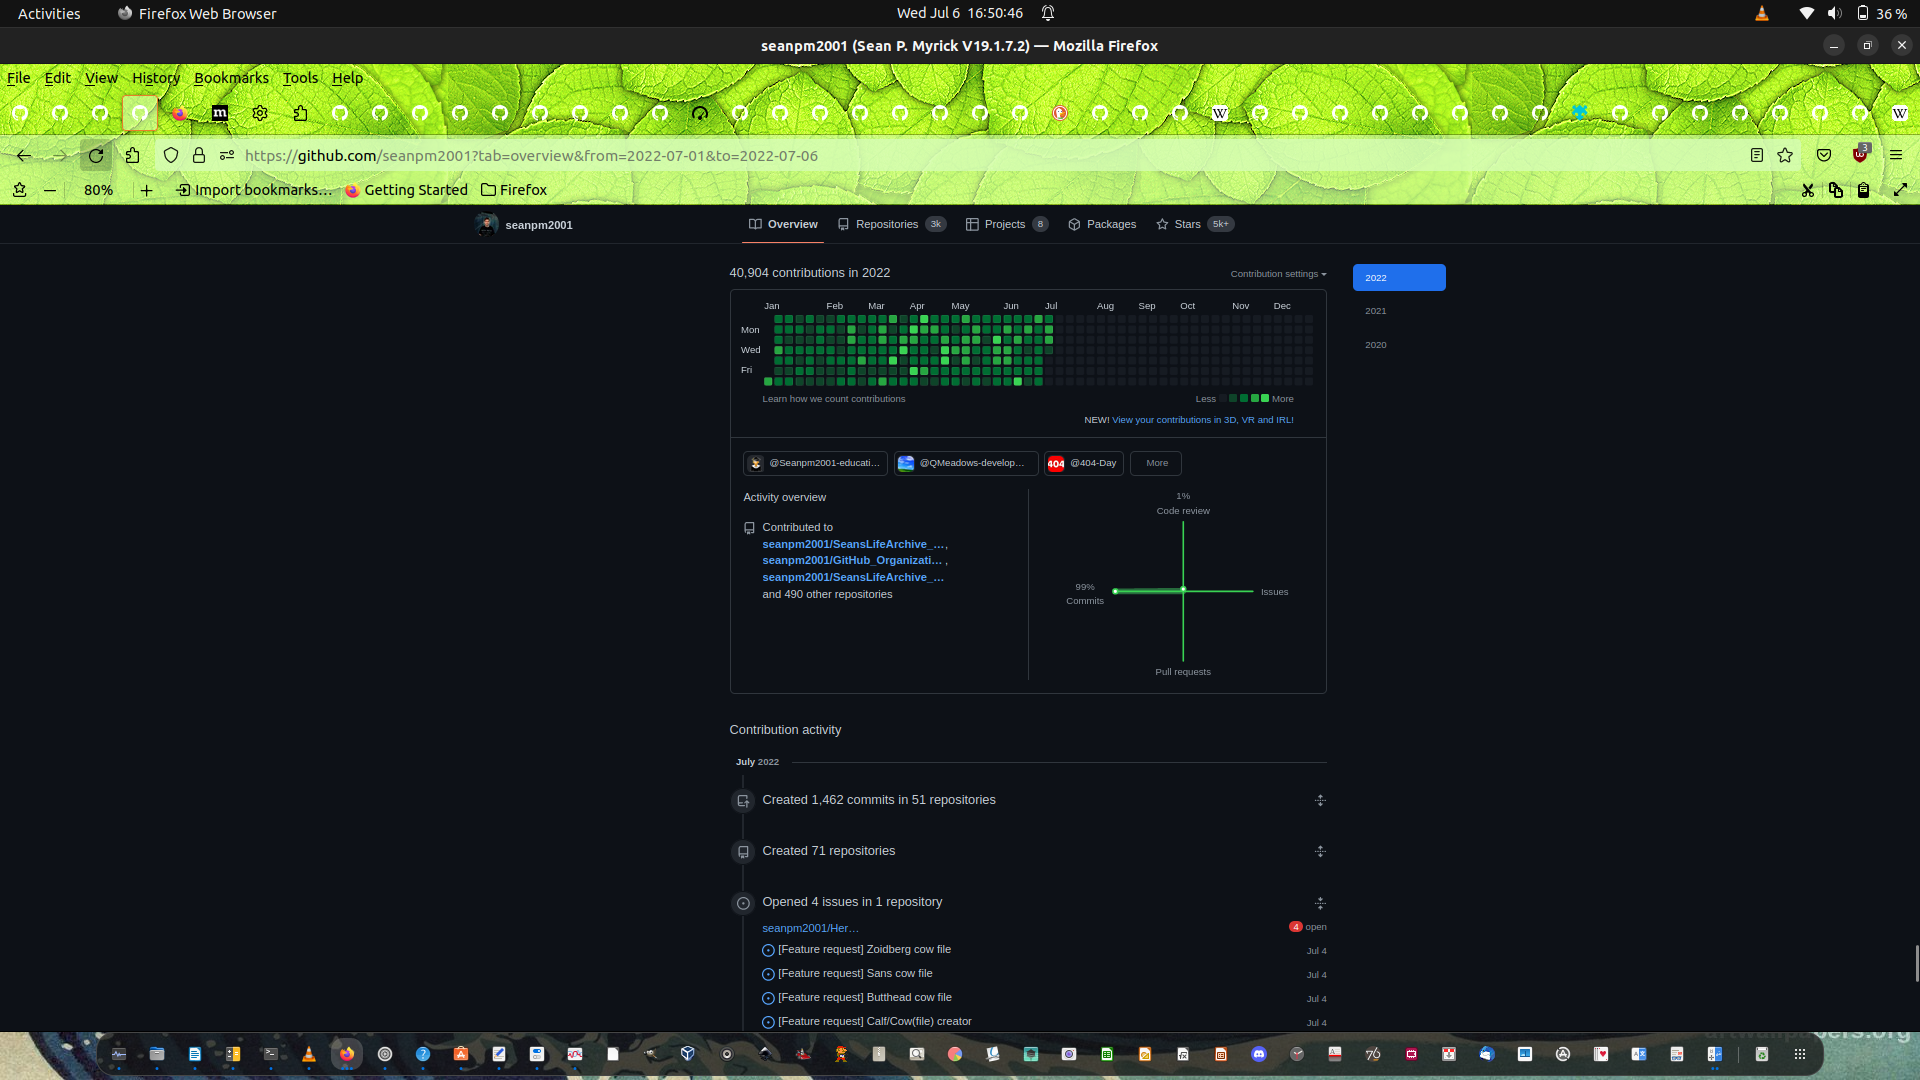 Activities
Firefox Web Browser
Wed Jul 6 16:50:46
36 %
seanpm2001 (Sean P. Myrick V19.1.7.2) — Mozilla Firefox
File Edit View History Bookmarks Tools Help
https://github.com/seanpm2001?tab=overview&from=2022-07-01&to=2022-07-06
3
80%
Import bookmarks...
Getting Started
Firefox
seanpm2001
Overview
Repositories 3k
Projects 8
Packages
Stars 5k+
40,904 contributions in 2022
Contribution settings
2022
2021
2020
Jan Feb Mar Apr May Jun Jul Aug Sep Oct Nov Dec
Mon
Wed
Fri
Learn how we count contributions
Less More
NEW! View your contributions in 3D, VR and IRL!
@Seanpm2001-educati...
@QMeadows-develop...
404 @404-Day
More
Activity overview
Contributed to
seanpm2001/SeansLifeArchive_...,
seanpm2001/GitHub_Organizati... ,
seanpm2001/SeansLifeArchive_...
and 490 other repositories
1%
Code review
99%
Commits
Issues
Pull requests
Contribution activity
July 2022
Created 1,462 commits in 51 repositories
Created 71 repositories
Opened 4 issues in 1 repository
seanpm2001/Her...
4 open
[Feature request] Zoidberg cow file
Jul 4
[Feature request] Sans cow file
Jul 4
[Feature request] Butthead cow file
Jul 4
[Feature request] Calf/Cow(file) creator
Jul 4